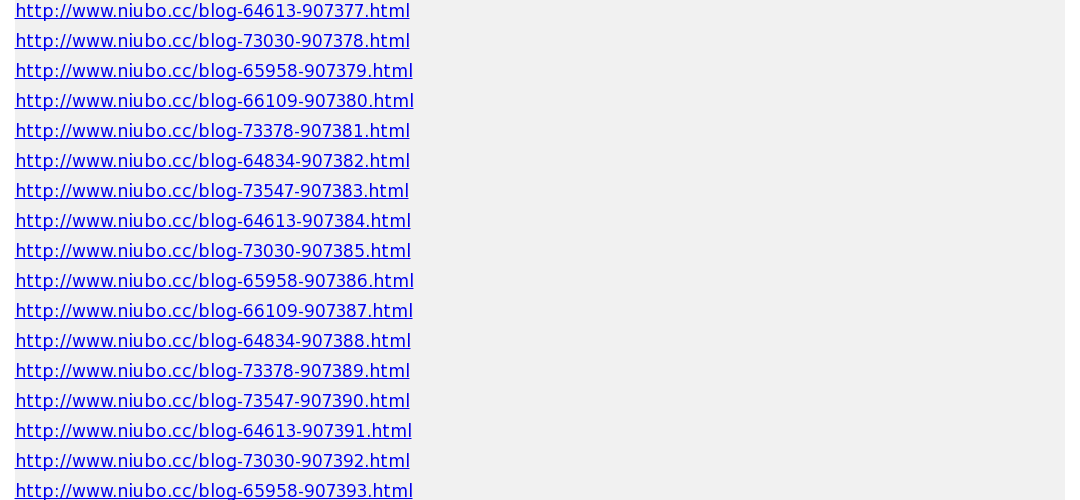 http://www.niubo.cc/blog-64613-907377.html
http://www.niubo.cc/blog-73030-907378.html
http://www.niubo.cc/blog-65958-907379.html
http://www.niubo.cc/blog-66109-907380.html
http://www.niubo.cc/blog-73378-907381.html
http://www.niubo.cc/blog-64834-907382.html
http://www.niubo.cc/blog-73547-907383.html
http://www.niubo.cc/blog-64613-907384.html
http://www.niubo.cc/blog-73030-907385.html
http://www.niubo.cc/blog-65958-907386.html
http://www.niubo.cc/blog-66109-907387.html
http://www.niubo.cc/blog-64834-907388.html
http://www.niubo.cc/blog-73378-907389.html
http://www.niubo.cc/blog-73547-907390.html
http://www.niubo.cc/blog-64613-907391.html
http://www.niubo.cc/blog-73030-907392.html
http://www.niubo.cc/blog-65958-907393.html